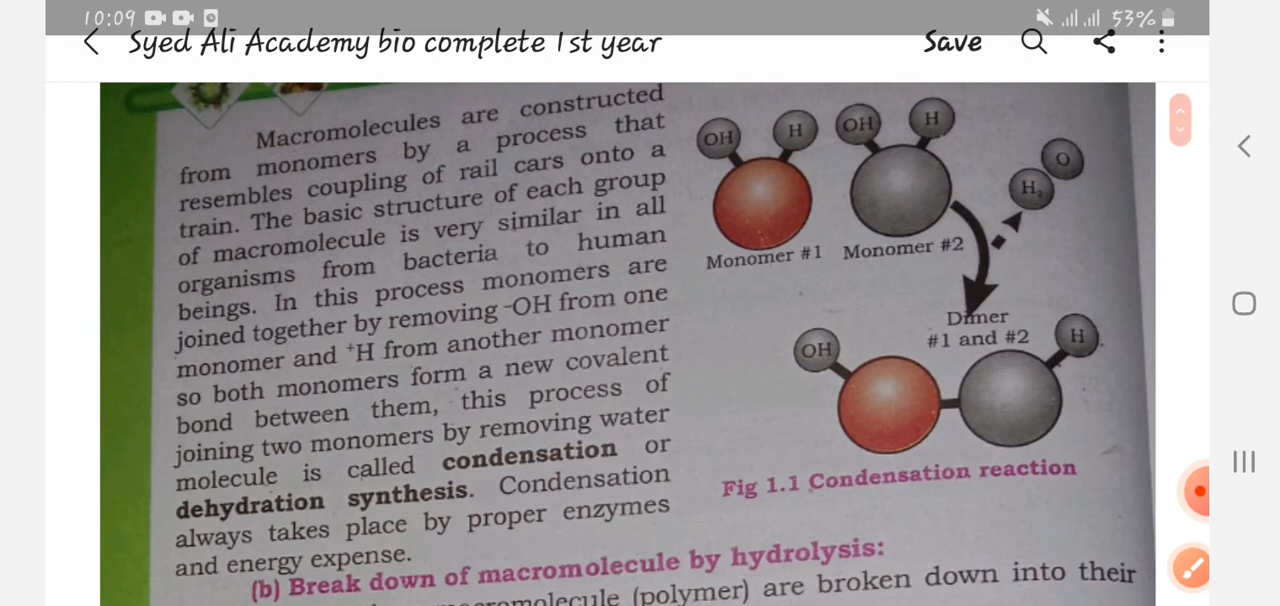 10:09
53%
Syed Ali Academy bio complete 1st year
Save
Macromolecules are constructed
from monomers by a process that
resembles coupling of rail cars onto a
train. The basic structure of each group
of macromolecule is very similar in all
organisms from bacteria to human
beings. In this process monomers are
joined together by removing -OH from one
monomer and +H from another monomer
so both monomers form a new covalent
bond between them, this process of
joining two monomers by removing water
molecule is called condensation or
dehydration synthesis. Condensation
always takes place by proper enzymes
and energy expense.
OH H OH H
H₂ O
Monomer #1 Monomer #2
Dimer
#1 and #2
OH H
Fig 1.1 Condensation reaction
(b) Break down of macromolecule by hydrolysis:
(polymer) are broken down into their